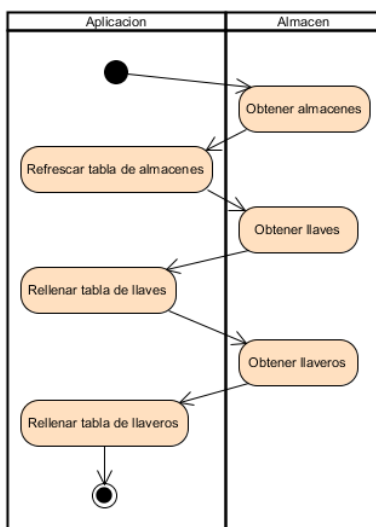 Aplicacion
Almacen
Obtener almacenes
Refrescar tabla de almacenes
Obtener llaves
Rellenar tabla de llaves
Obtener llaveros
Rellenar tabla de llaveros